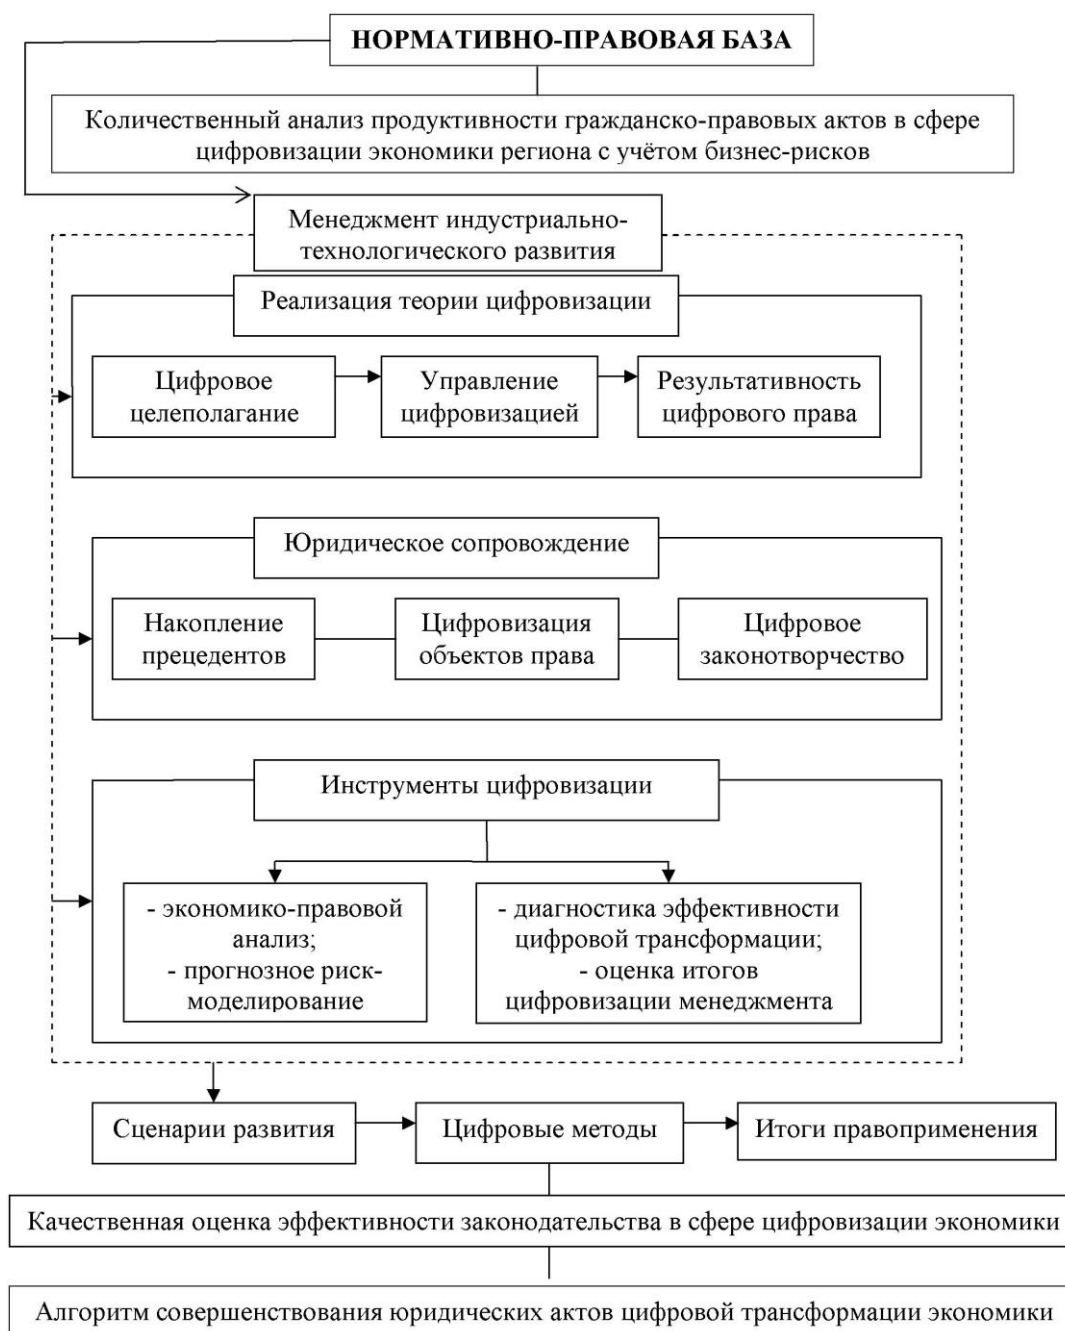 НОРМАТИВНО-ПРАВОВАЯ БАЗА
Количественный анализ продуктивности гражданско-правовых актов в сфере
цифровизации экономики региона с учётом бизнес-рисков
Менеджмент индустриально-
технологического развития
Реализация теории цифровизации
Цифровое
целеполагание
Управление
цифровизацией
Результативность
цифрового права
Юридическое сопровождение
Накопление
прецедентов
Цифровизация
объектов права
Цифровое
законотворчество
Инструменты цифровизации
- экономико-правовой
анализ;
- прогнозное риск-
моделирование
- диагностика эффективности
цифровой трансформации;
- оценка итогов
цифровизации менеджмента
Сценарии развития
Цифровые методы
Итоги правоприменения
Качественная оценка эффективности законодательства в сфере цифровизации экономики
Алгоритм совершенствования юридических актов цифровой трансформации экономики